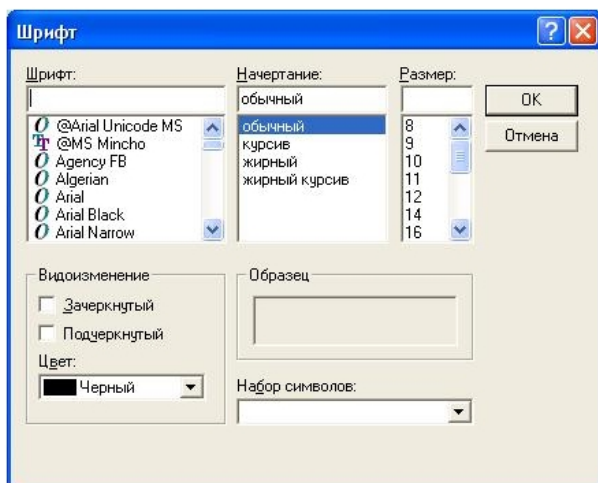 Шрифт
Шрифт:
Начертание:
Размер:
обычный
OK
Отмена
@Arial Unicode MS
@MS Mincho
Agency FB
Algerian
Arial
Arial Black
Arial Narrow
обычный
курсив
жирный
жирный курсив
8
9
10
11
12
14
16
Видоизменение
Зачеркнутый
Подчеркнутый
Цвет:
Черный
Образец
Набор символов: